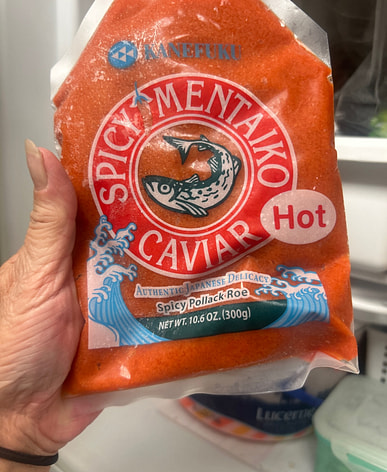 KANEFUKU
SPICY MENTAIKO
CAVIAR
Hot
AUTHENTIC JAPANESE DELICACY
Spicy Pollack Roe
NET WT. 10.6 OZ. (300g)
Lucerne